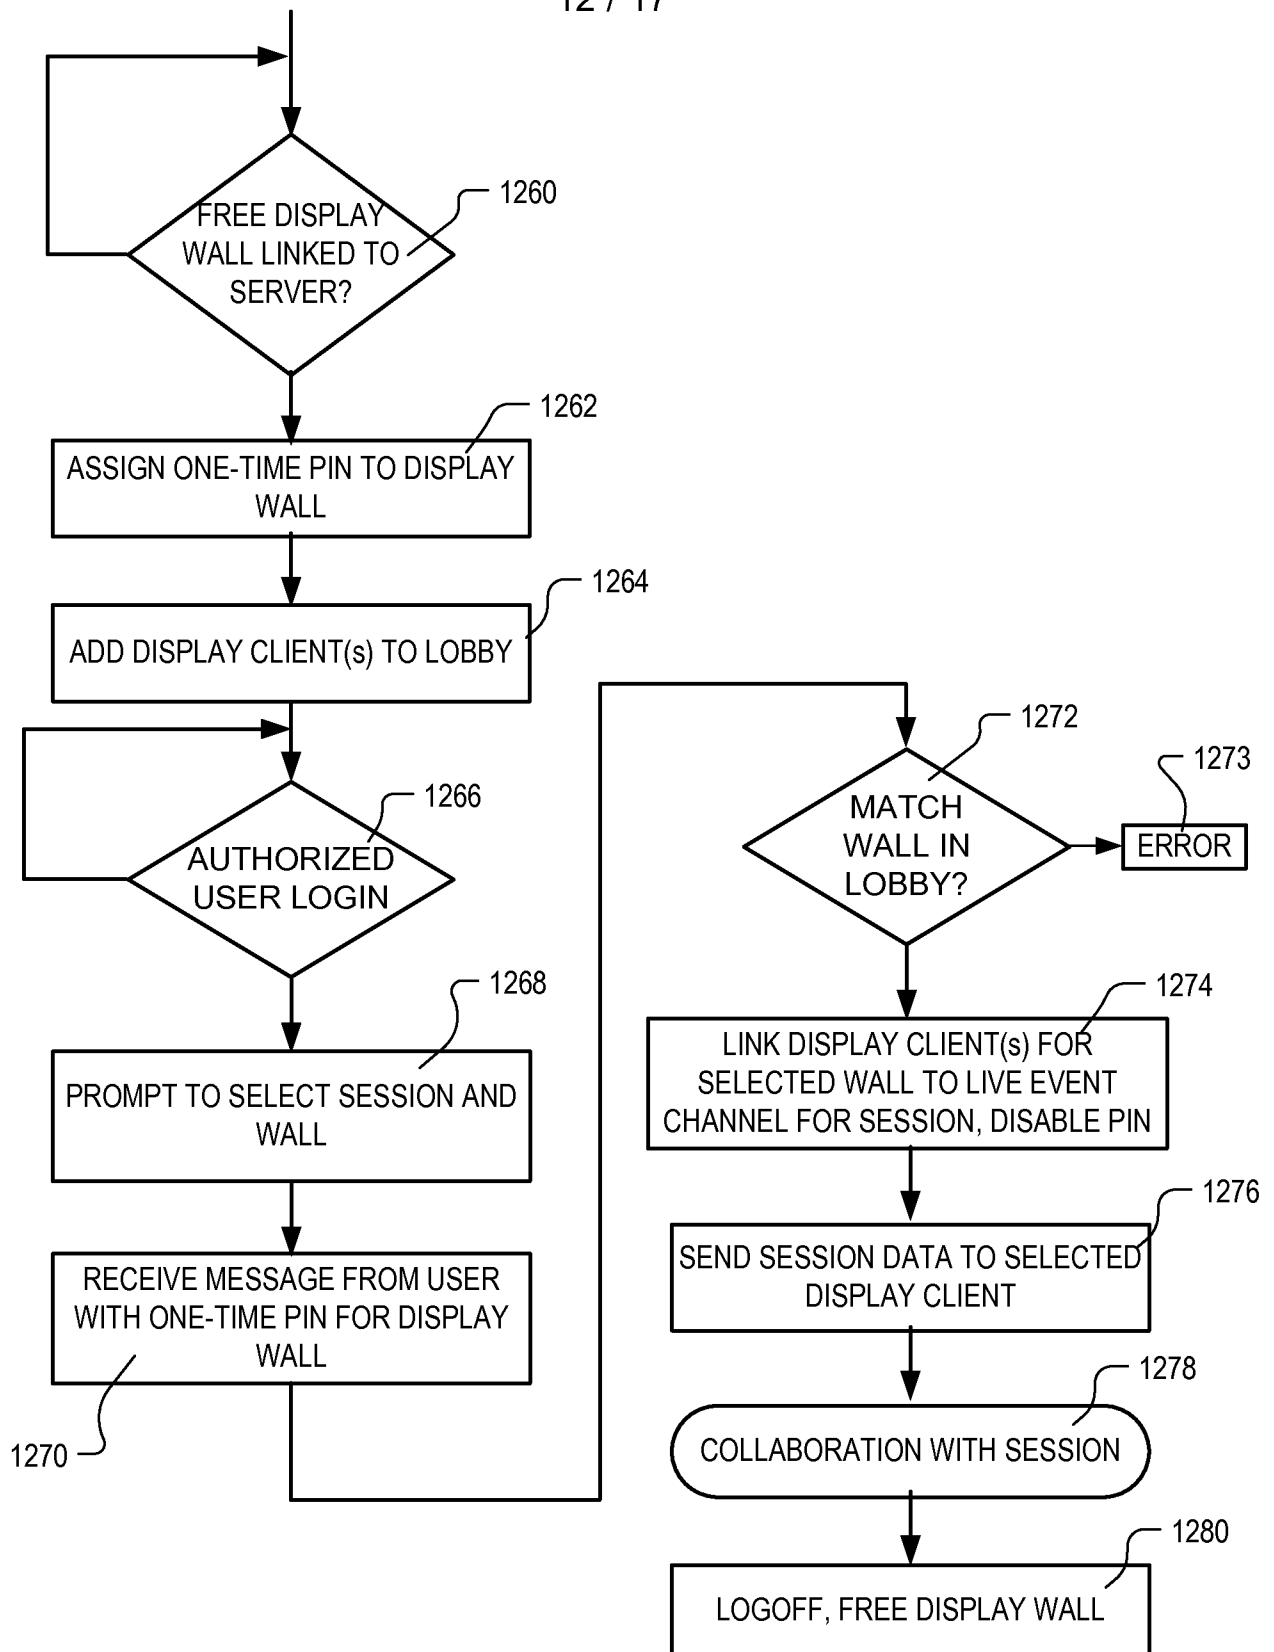 12 / 17
1260
FREE DISPLAY
WALL LINKED TO
SERVER?
1262
ASSIGN ONE-TIME PIN TO DISPLAY
WALL
1264
ADD DISPLAY CLIENT(s) TO LOBBY
1266
AUTHORIZED
USER LOGIN
1268
PROMPT TO SELECT SESSION AND
WALL
RECEIVE MESSAGE FROM USER
WITH ONE-TIME PIN FOR DISPLAY
WALL
1270
1272
MATCH
WALL IN
LOBBY?
1273
ERROR
1274
LINK DISPLAY CLIENT(s) FOR
SELECTED WALL TO LIVE EVENT
CHANNEL FOR SESSION, DISABLE PIN
1276
SEND SESSION DATA TO SELECTED
DISPLAY CLIENT
1278
COLLABORATION WITH SESSION
1280
LOGOFF, FREE DISPLAY WALL